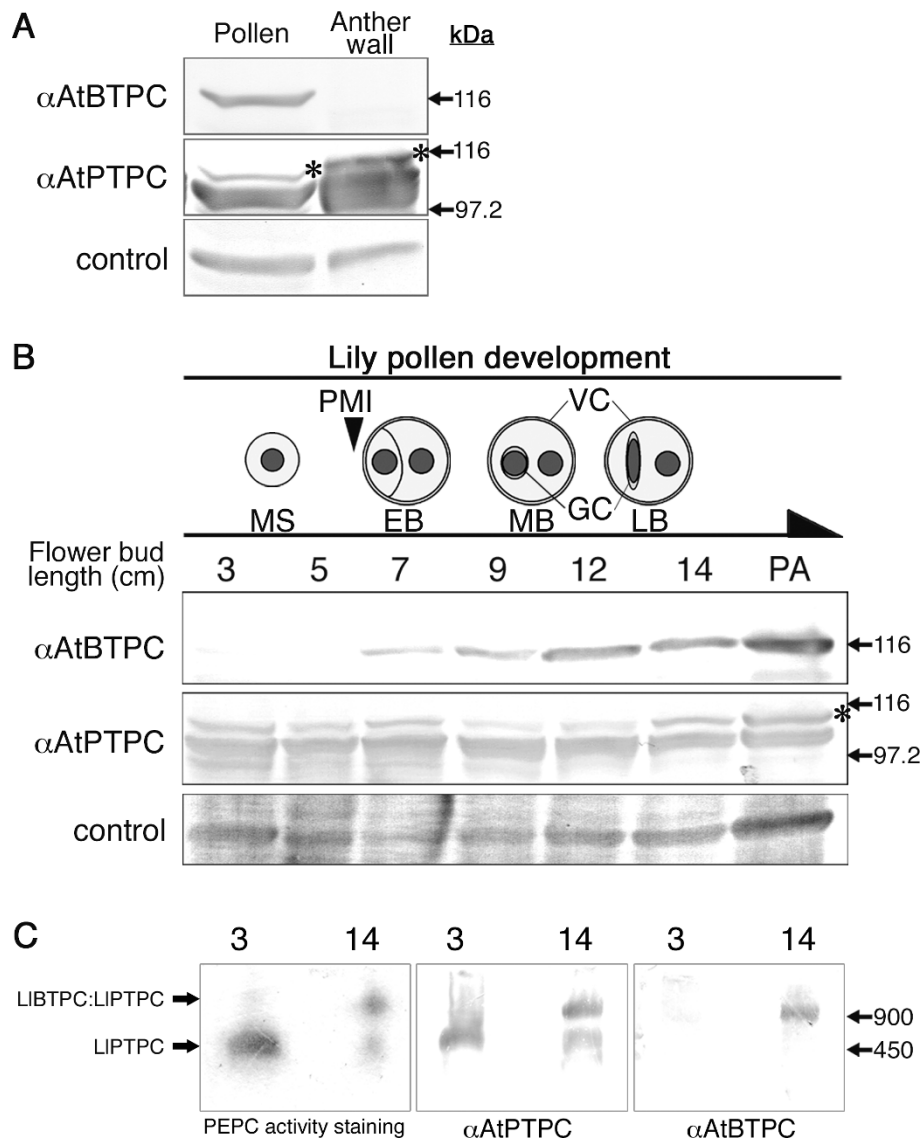 A
Pollen Anther wall kDa
αAtBTPC 116
αAtPTPC * * 116
97.2
control
B
Lily pollen development
PMI VC
GC
MS EB MB LB
Flower bud length (cm) 3 5 7 9 12 14 PA
αAtBTPC 116
αAtPTPC 116
*
97.2
control
C
3 14 3 14 3 14
LlBTPC:LlPTPC 900
LlPTPC 450
PEPC activity staining αAtPTPC αAtBTPC